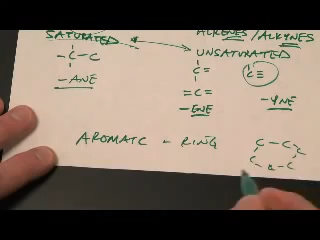 SATURATED
ALKENES / ALKYNES
UNSATURATED
-C-C
C=
C≡
=C=
-ANE
-ENE
-YNE
AROMATIC - RING
C-C
C C
C-C-C